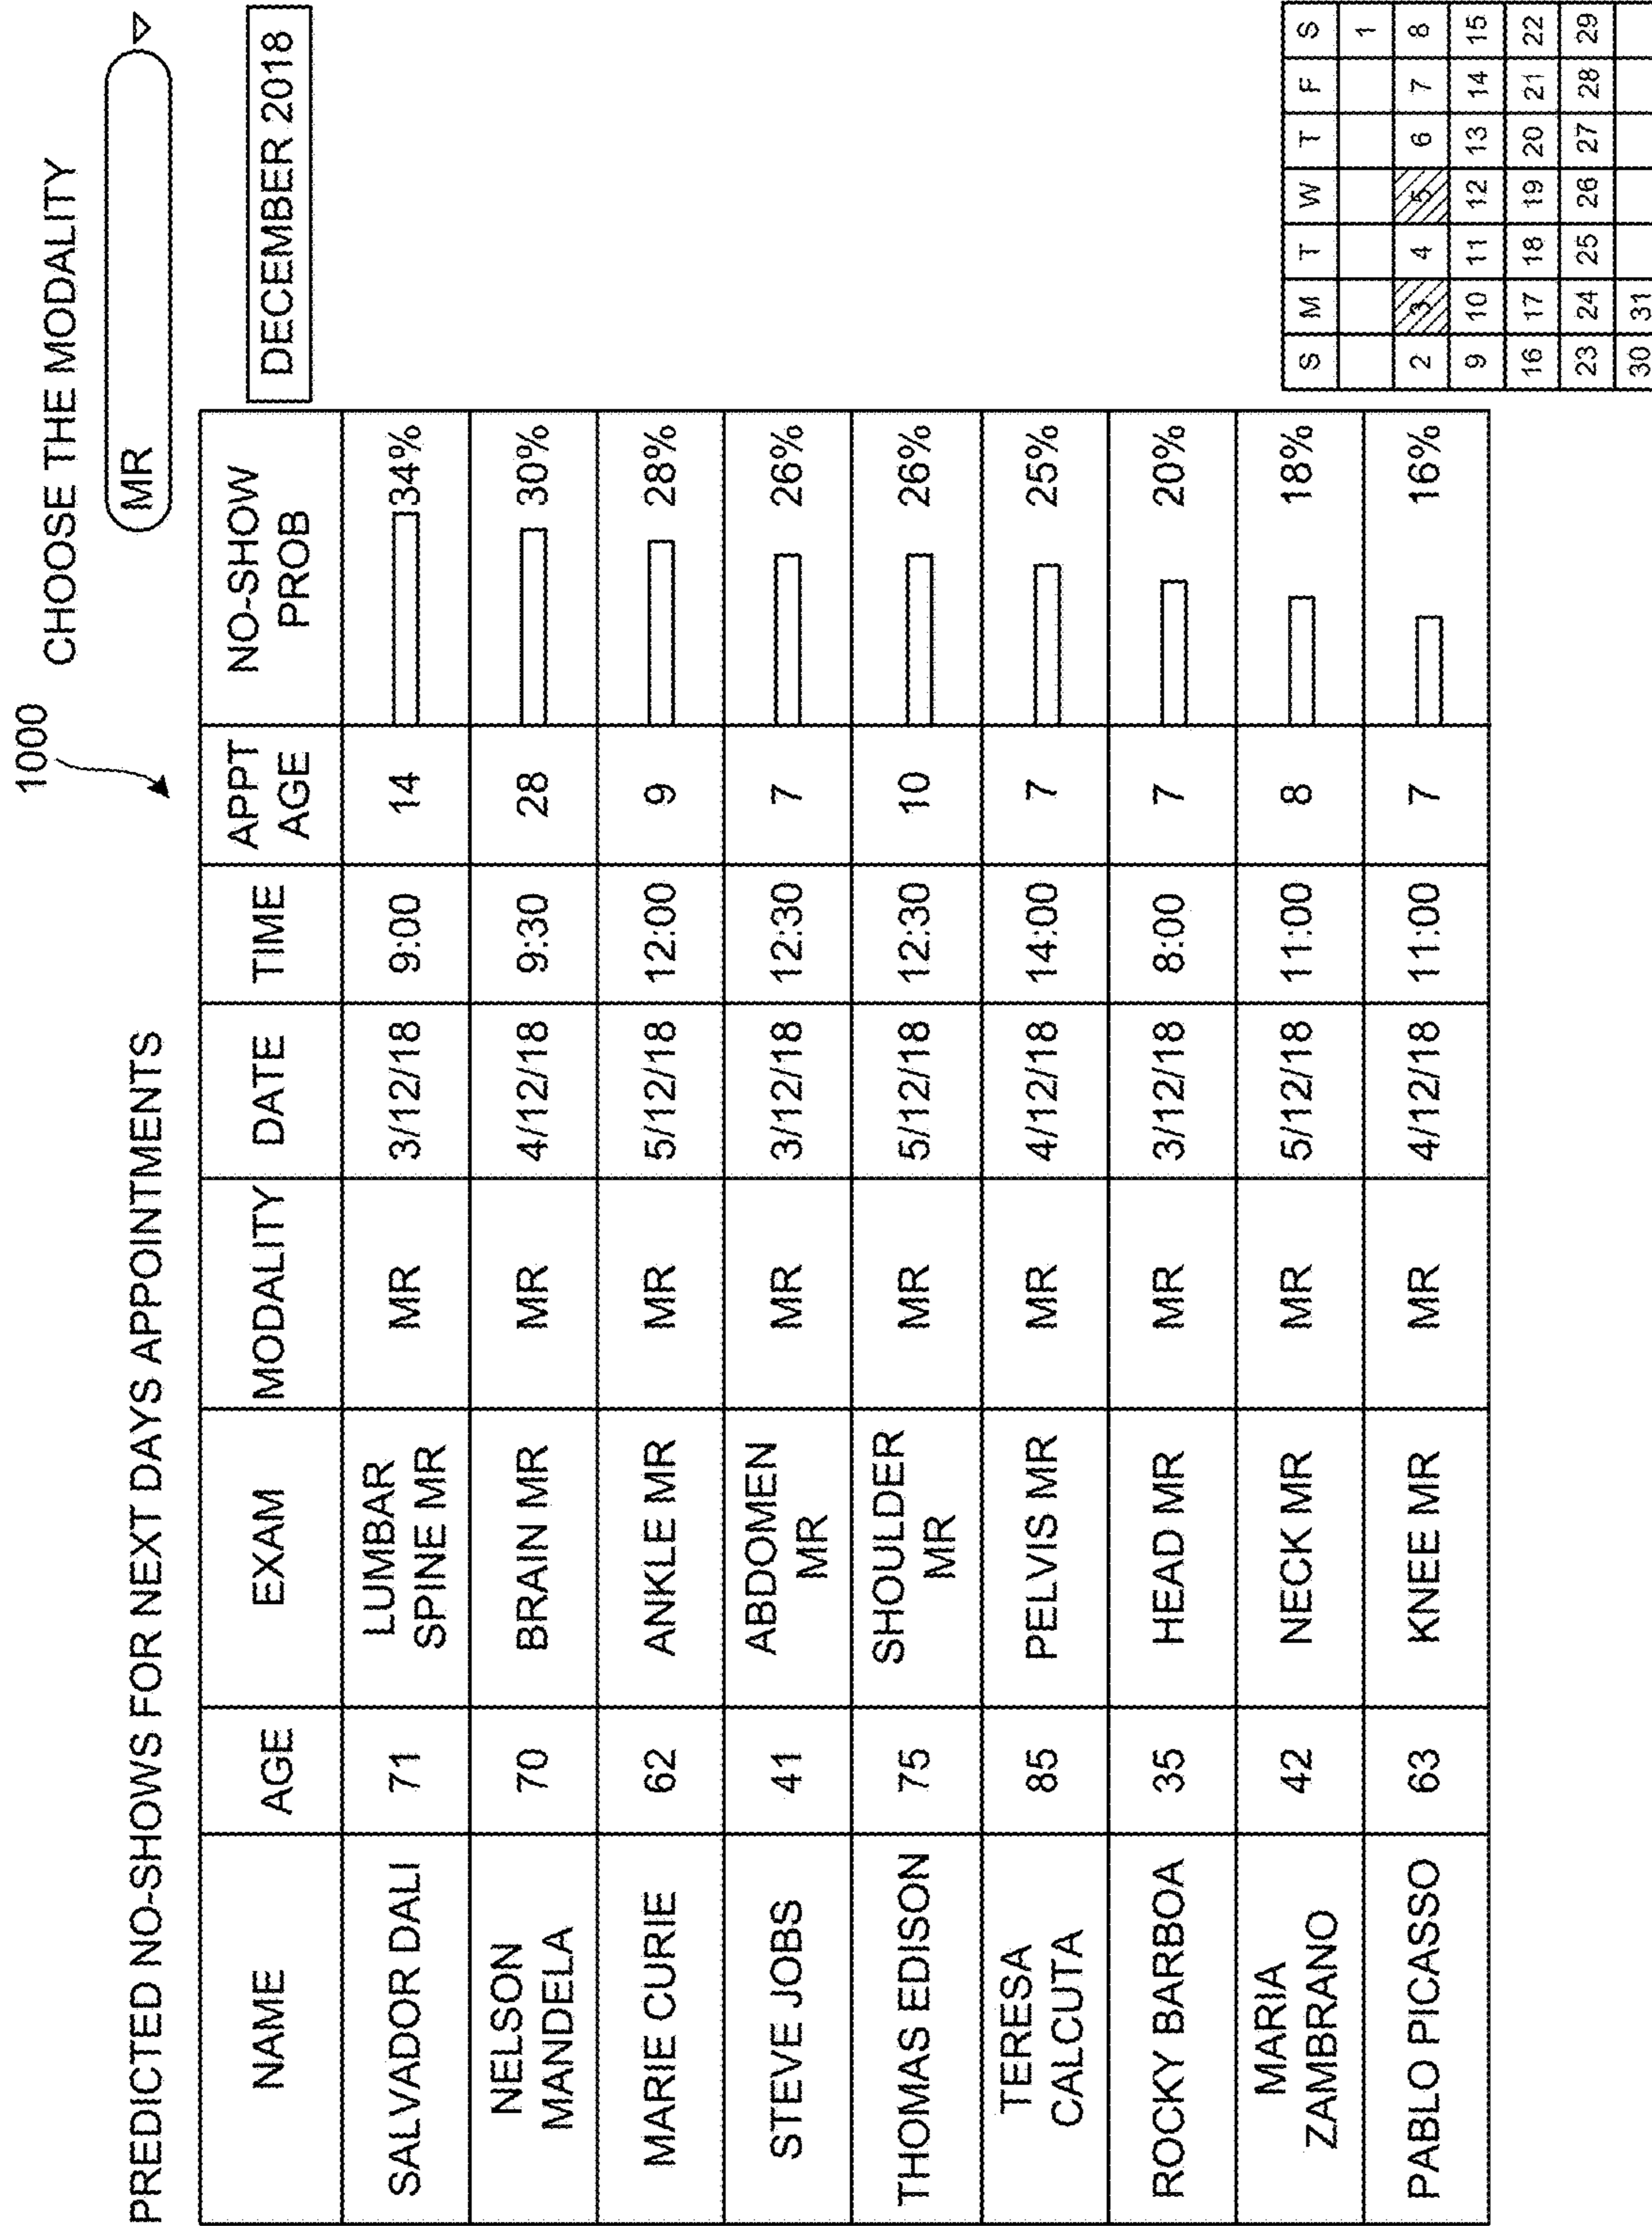 1000
CHOOSE THE MODALITY
PREDICTED NO-SHOWS FOR NEXT DAYS APPOINTMENTS
MR
NAME AGE EXAM MODALITY DATE TIME APPT AGE NO-SHOW PROB
SALVADOR DALI 71 LUMBAR SPINE MR MR 3/12/18 9:00 14 34%
NELSON MANDELA 70 BRAIN MR MR 4/12/18 9:30 28 30%
MARIE CURIE 62 ANKLE MR MR 5/12/18 12:00 9 28%
STEVE JOBS 41 ABDOMEN MR MR 3/12/18 12:30 7 26%
THOMAS EDISON 75 SHOULDER MR MR 5/12/18 12:30 10 26%
TERESA CALCUTA 85 PELVIS MR MR 4/12/18 14:00 7 25%
ROCKY BARBOA 35 HEAD MR MR 3/12/18 8:00 7 20%
MARIA ZAMBRANO 42 NECK MR MR 5/12/18 11:00 8 18%
PABLO PICASSO 63 KNEE MR MR 4/12/18 11:00 7 16%
DECEMBER 2018
S M T W T F S
1
2 3 4 5 6 7 8
9 10 11 12 13 14 15
16 17 18 19 20 21 22
23 24 25 26 27 28 29
30 31